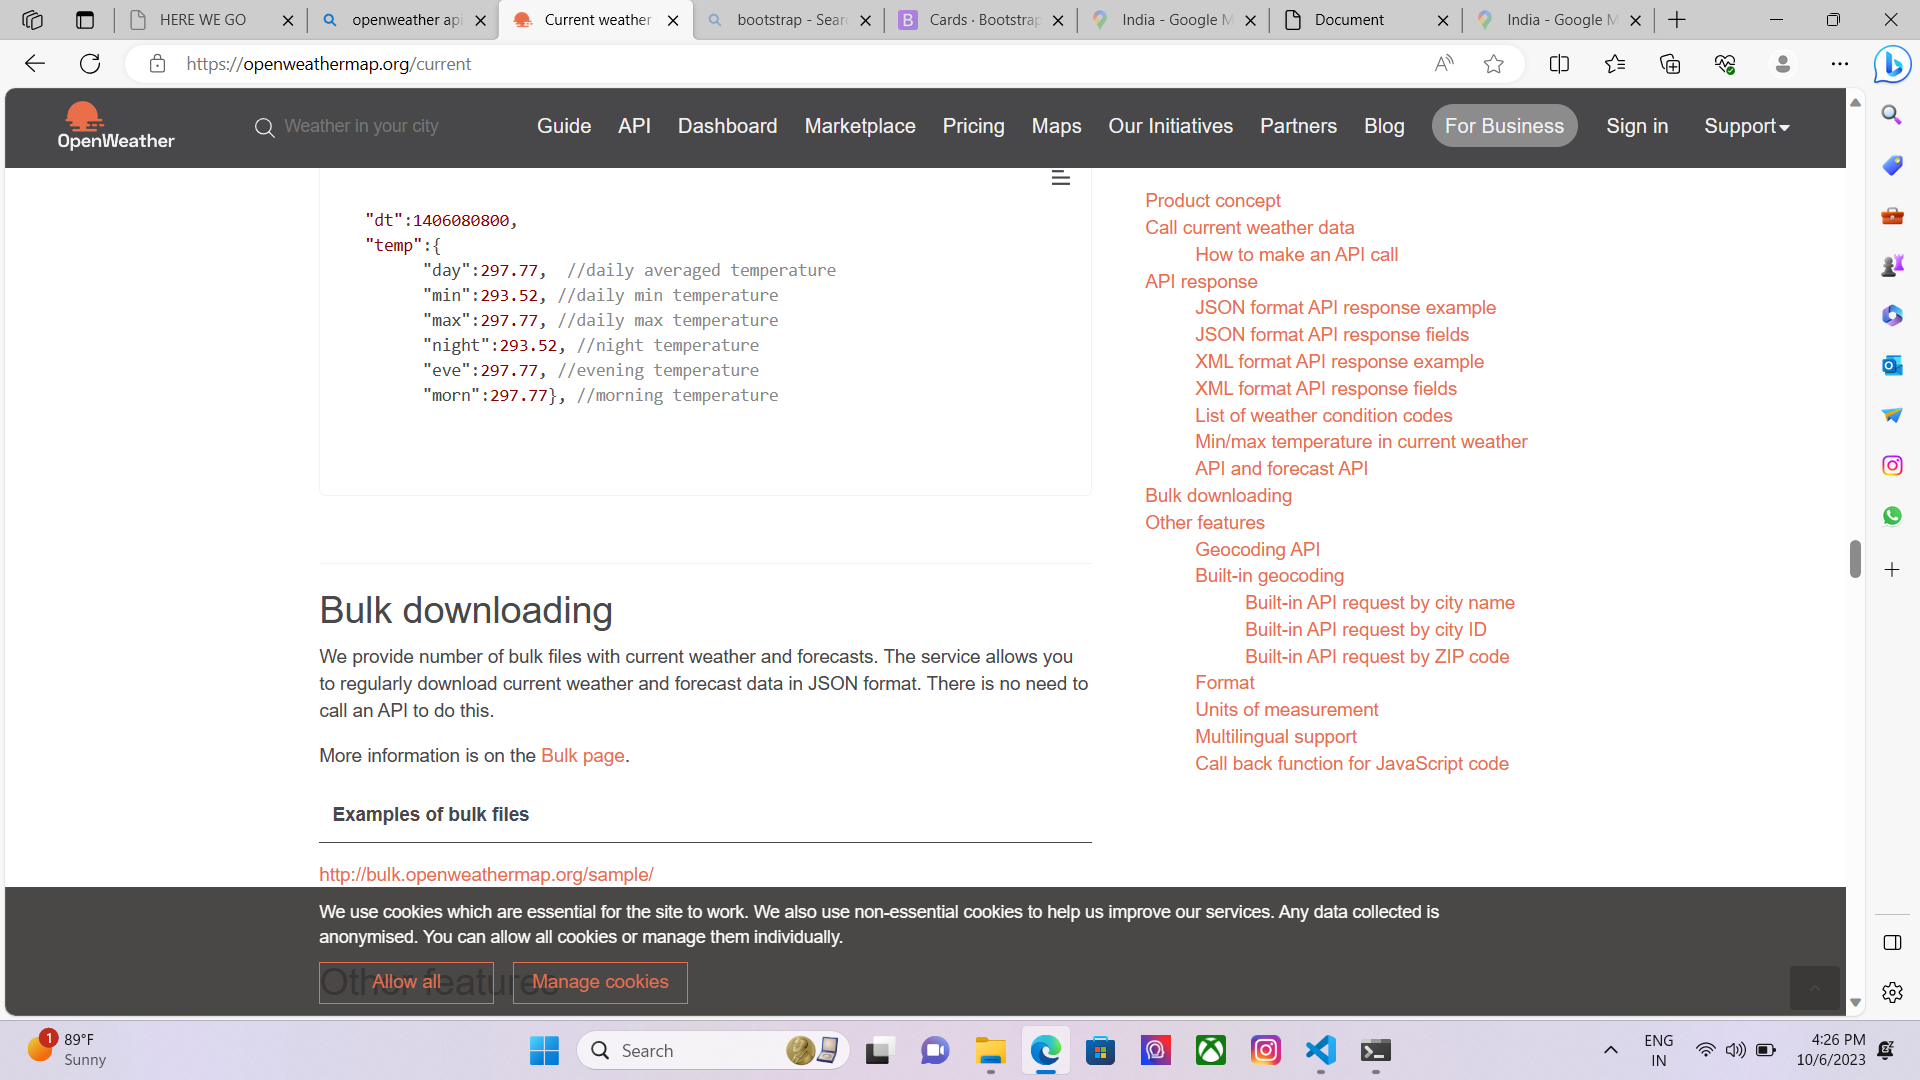 HERE WE GO
openweather api
Current weather
bootstrap - Sear
Cards · Bootstrap
India - Google M
Document
India - Google M
https://openweathermap.org/current
OpenWeather
Weather in your city
Guide
API
Dashboard
Marketplace
Pricing
Maps
Our Initiatives
Partners
Blog
For Business
Sign in
Support
"dt":1406080800,
"temp":{
"day":297.77, //daily averaged temperature
"min":293.52, //daily min temperature
"max":297.77, //daily max temperature
"night":293.52, //night temperature
"eve":297.77, //evening temperature
"morn":297.77}, //morning temperature
Bulk downloading
We provide number of bulk files with current weather and forecasts. The service allows you
to regularly download current weather and forecast data in JSON format. There is no need to
call an API to do this.
More information is on the Bulk page.
Examples of bulk files
http://bulk.openweathermap.org/sample/
Product concept
Call current weather data
How to make an API call
API response
JSON format API response example
JSON format API response fields
XML format API response example
XML format API response fields
List of weather condition codes
Min/max temperature in current weather
API and forecast API
Bulk downloading
Other features
Geocoding API
Built-in geocoding
Built-in API request by city name
Built-in API request by city ID
Built-in API request by ZIP code
Format
Units of measurement
Multilingual support
Call back function for JavaScript code
We use cookies which are essential for the site to work. We also use non-essential cookies to help us improve our services. Any data collected is
anonymised. You can allow all cookies or manage them individually.
Other features
Allow all
Manage cookies
1
89°F
Sunny
Search
ENG
IN
4:26 PM
10/6/2023